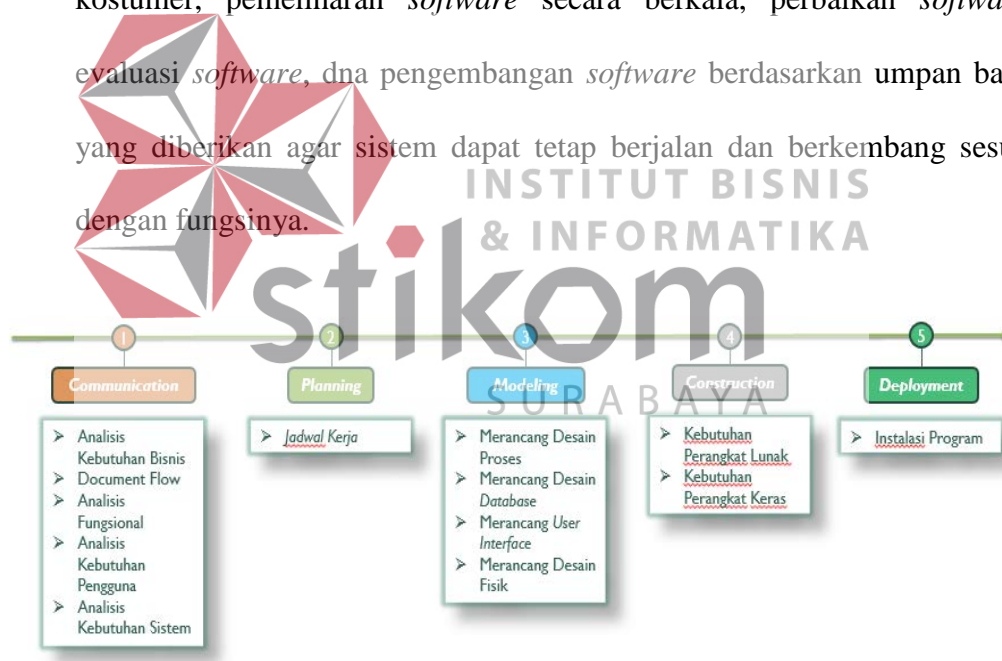 kostumer, pemeliharan software secara berkala, perbaikan
evaluasi software, dna pengembangan software berdasarkan umpan
yang diberikan agar sistem dapat tetap berjalan dan berkembang
dengan fungsinya.
INSTITUT BISNIS
& INFORMATIKA
stikom
SURABAYA
1
2
3
4
5
Communication
Planning
Modeling
Construction
Deployment
➢ Analisis
Kebutuhan Bisnis
➢ Document Flow
➢ Analisis
Fungsional
➢ Analisis
Kebutuhan
Pengguna
➢ Analisis
Kebutuhan Sistem
➢ Jadwal Kerja
➢ Merancang Desain
Proses
➢ Merancang Desain
Database
➢ Merancang User
Interface
➢ Merancang Desain
Fisik
➢ Kebutuhan
Perangkat Lunak
➢ Kebutuhan
Perangkat Keras
➢ Instalasi Program